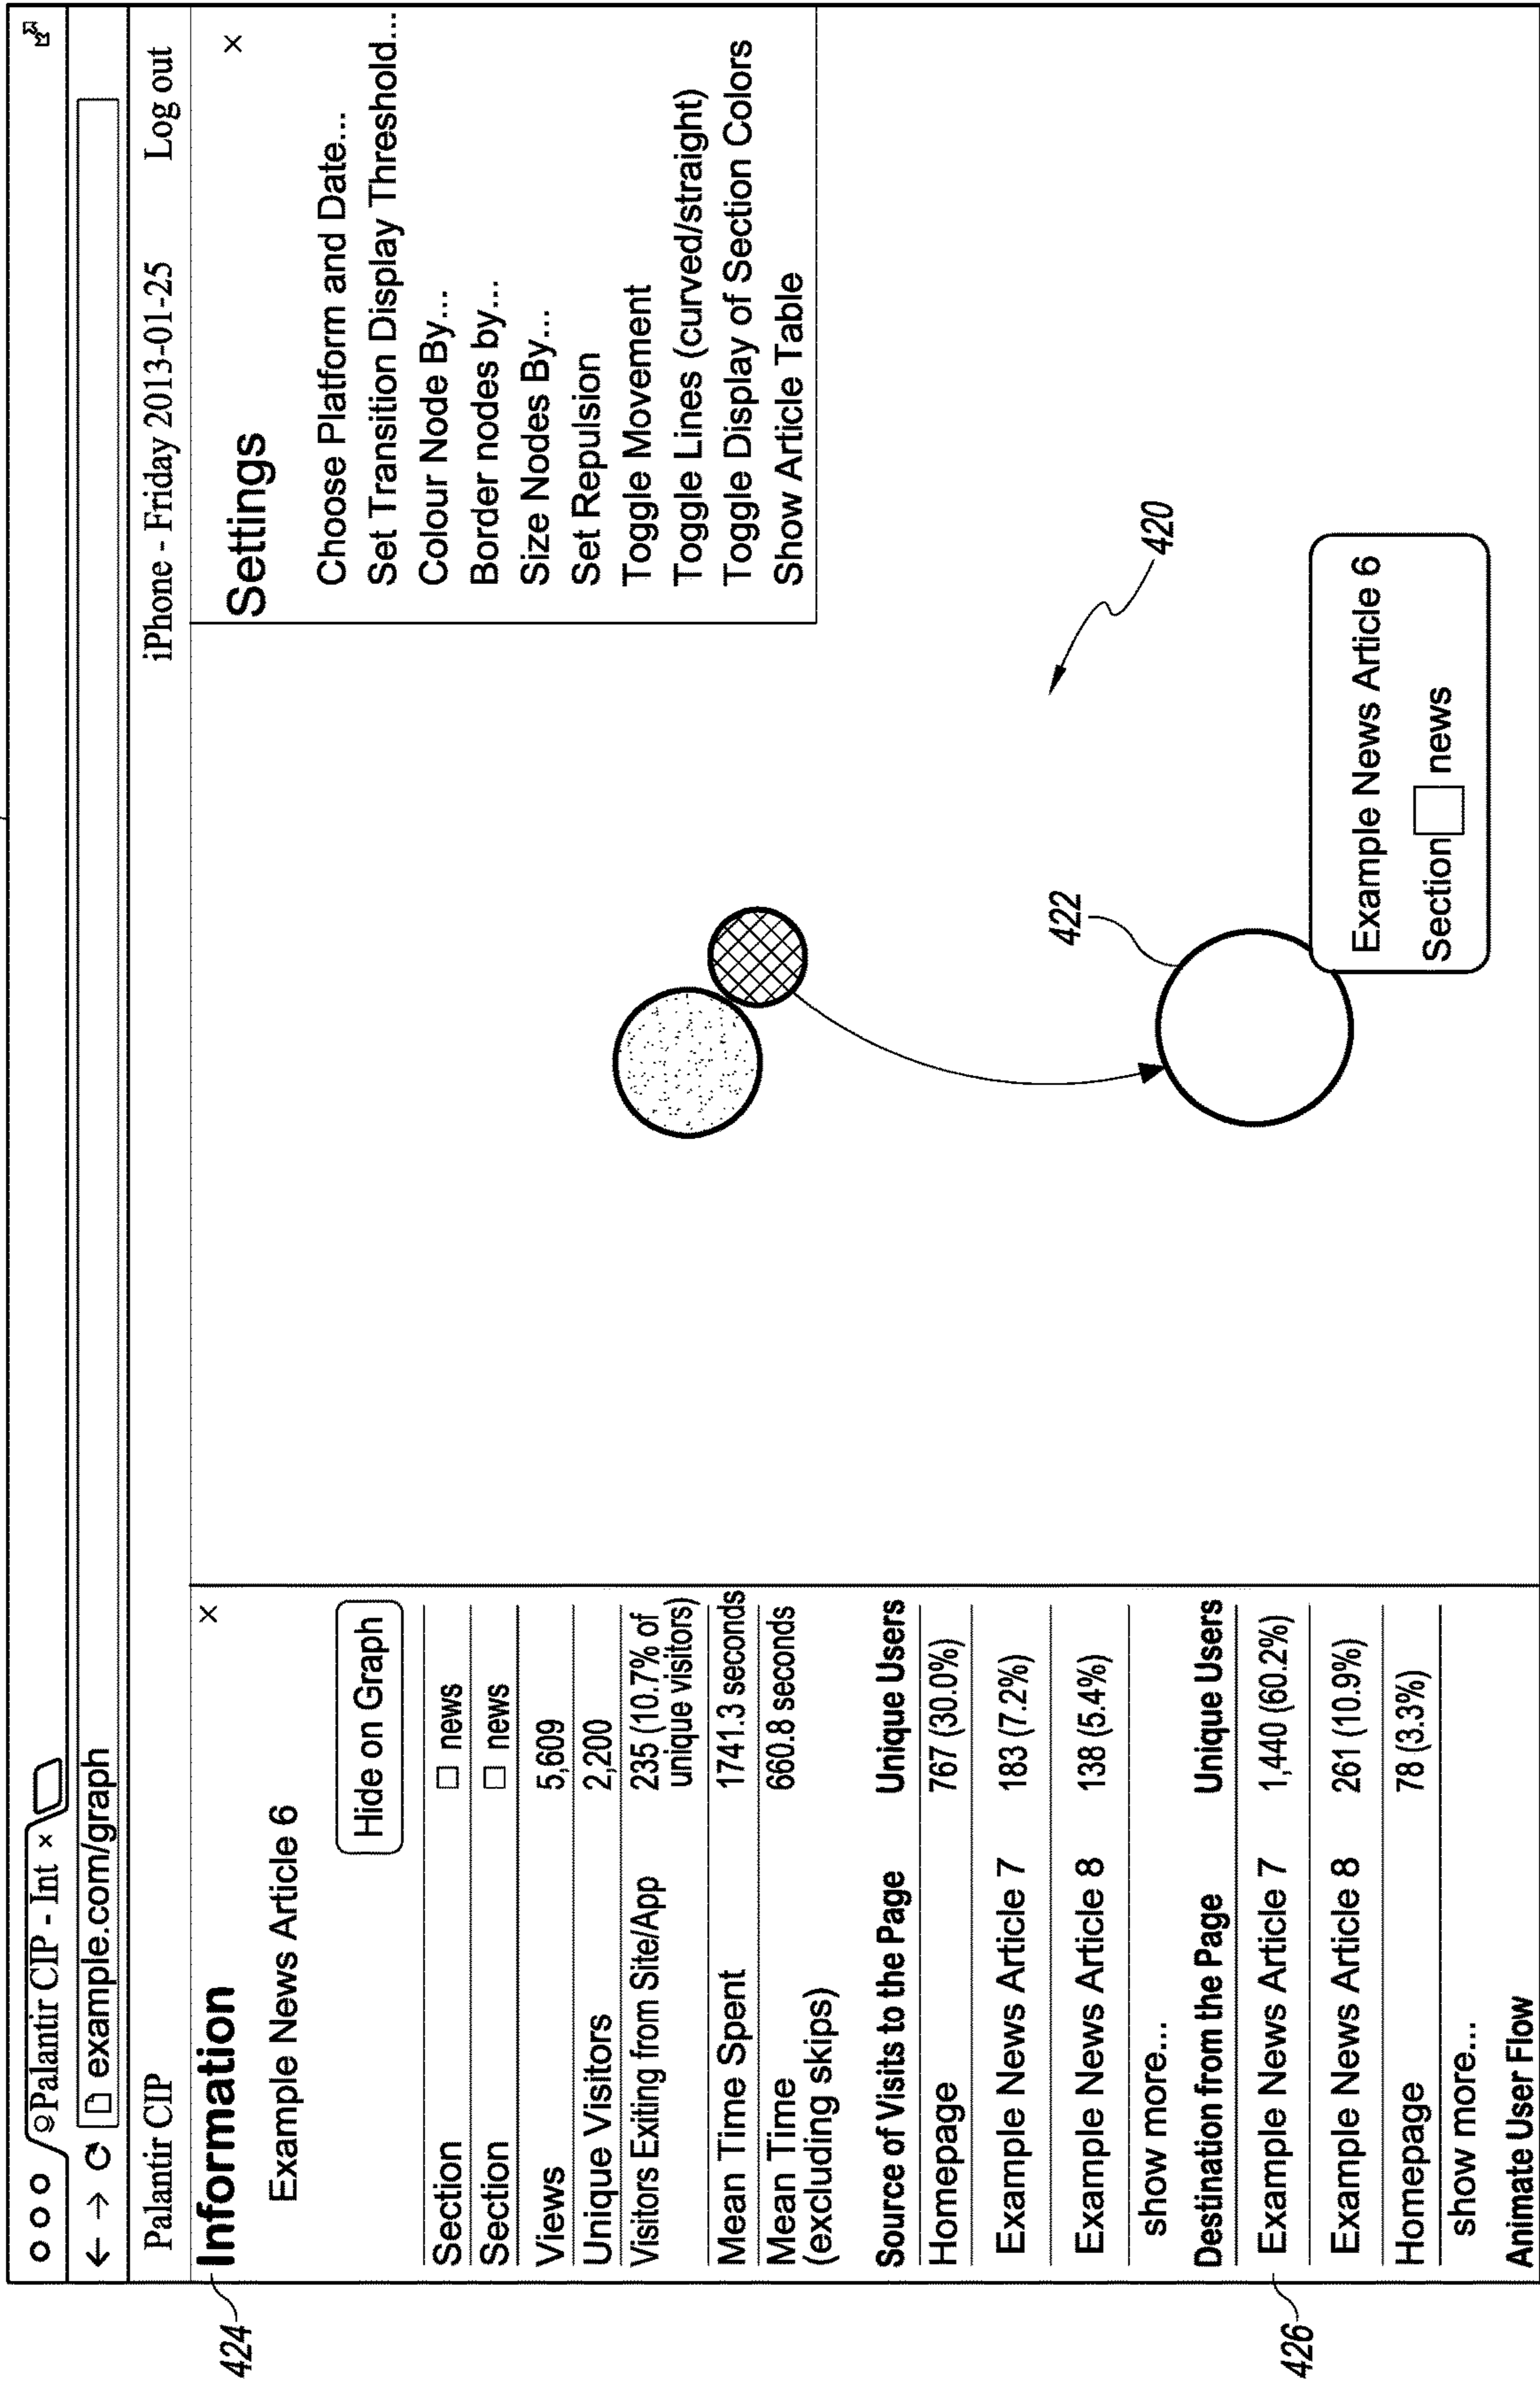 Palantir CIP - Int ×
example.com/graph
Palantir CIP
iPhone - Friday 2013-01-25
Log out
424
Information ×
Example News Article 6
Hide on Graph
Section news
Section news
Views 5,609
Unique Visitors 2,200
Visitors Exiting from Site/App 235 (10.7% of
unique visitors)
Mean Time Spent 1741.3 seconds
Mean Time 660.8 seconds
(excluding skips)
Source of Visits to the Page Unique Users
Homepage 767 (30.0%)
Example News Article 7 183 (7.2%)
Example News Article 8 138 (5.4%)
show more...
Destination from the Page Unique Users
426
Example News Article 7 1,440 (60.2%)
Example News Article 8 261 (10.9%)
Homepage 78 (3.3%)
show more...
Animate User Flow
Settings ×
Choose Platform and Date...
Set Transition Display Threshold...
Colour Node By...
Border nodes by...
Size Nodes By...
Set Repulsion
Toggle Movement
Toggle Lines (curved/straight)
Toggle Display of Section Colors
Show Article Table
420
422
Example News Article 6
Section news